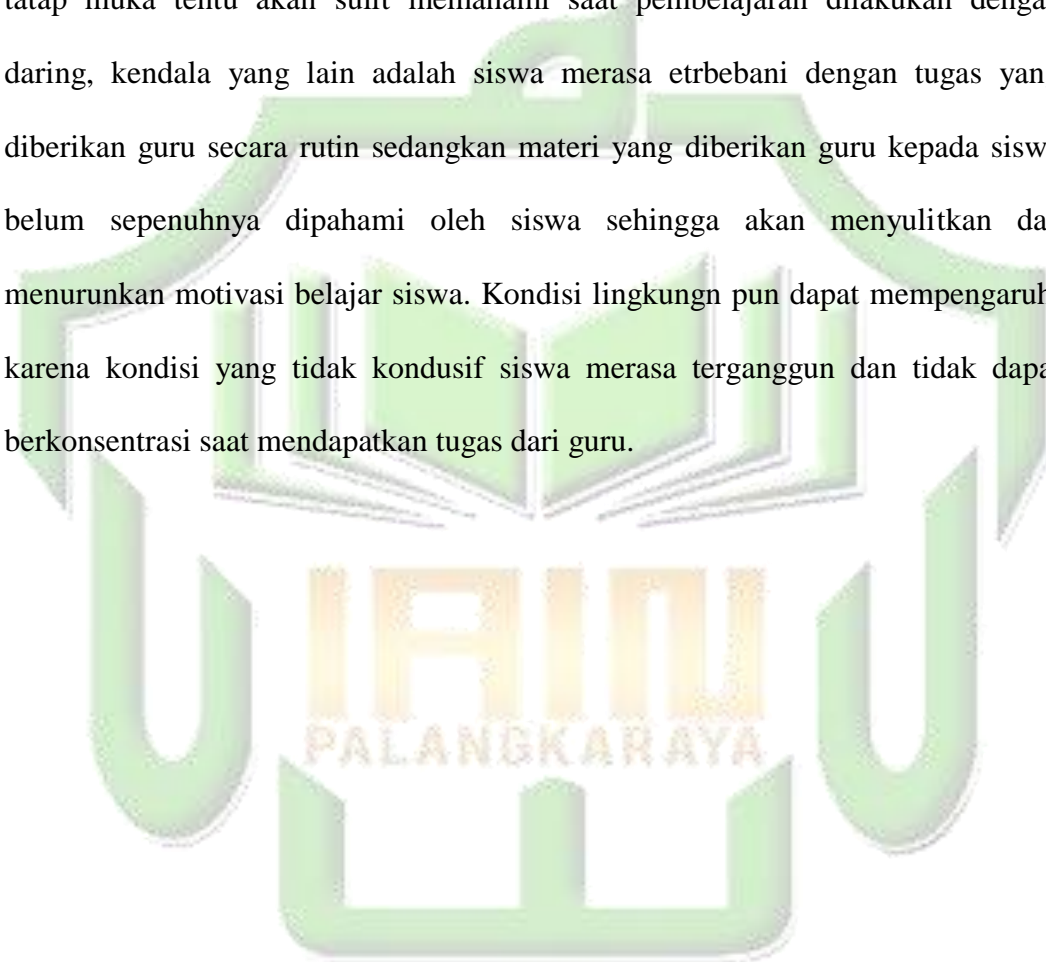 tatap muka tentu akan sulit memahami saat pembelajaran dilakukan denga
daring, kendala yang lain adalah siswa merasa etrbebani dengan tugas yan
diberikan guru secara rutin sedangkan materi yang diberikan guru kepada sisw
belum sepenuhnya dipahami oleh siswa sehingga akan menyulitkan da
menurunkan motivasi belajar siswa. Kondisi lingkungn pun dapat mempengaruh
karena kondisi yang tidak kondusif siswa merasa terganggun dan tidak dapa
berkonsentrasi saat mendapatkan tugas dari guru.
IAIN
PALANGKARAYA